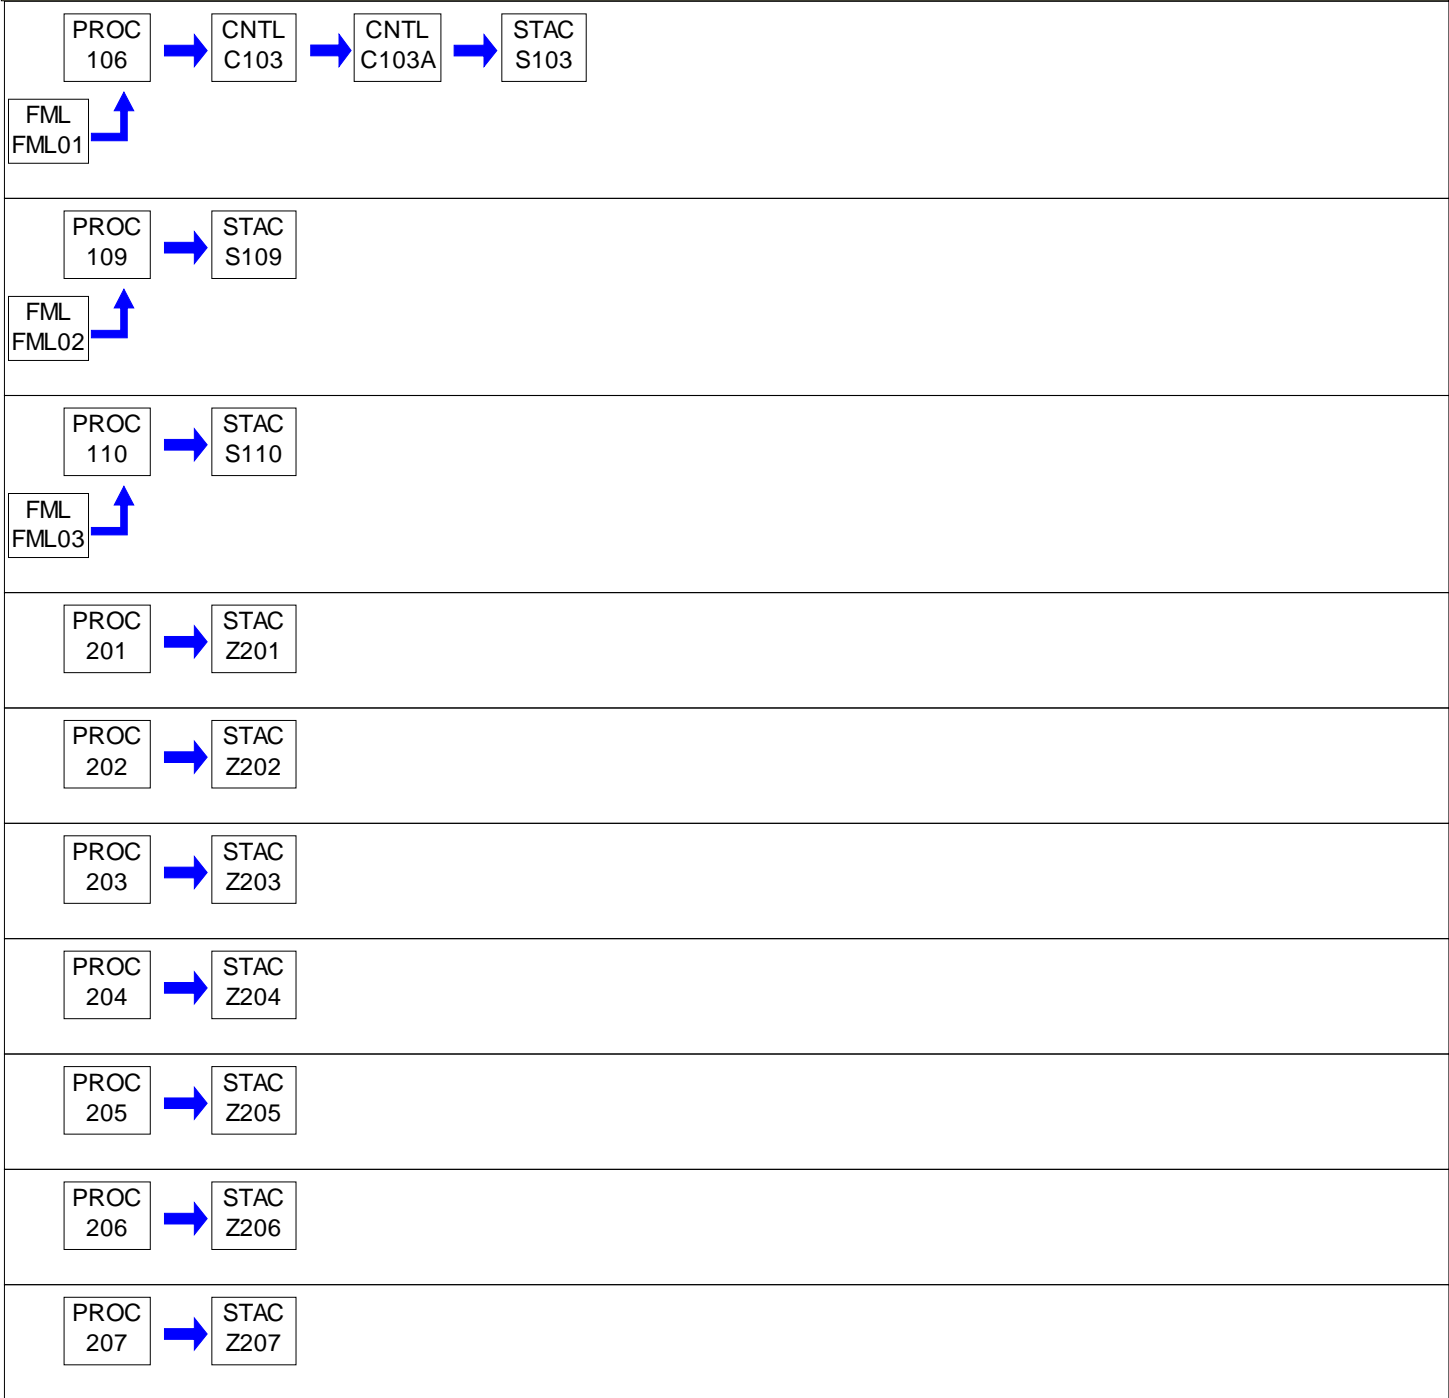 PROC
106
CNTL
C103
CNTL
C103A
STAC
S103
FML
FML01
PROC
109
STAC
S109
FML
FML02
PROC
110
STAC
S110
FML
FML03
PROC
201
STAC
Z201
PROC
202
STAC
Z202
PROC
203
STAC
Z203
PROC
204
STAC
Z204
PROC
205
STAC
Z205
PROC
206
STAC
Z206
PROC
207
STAC
Z207